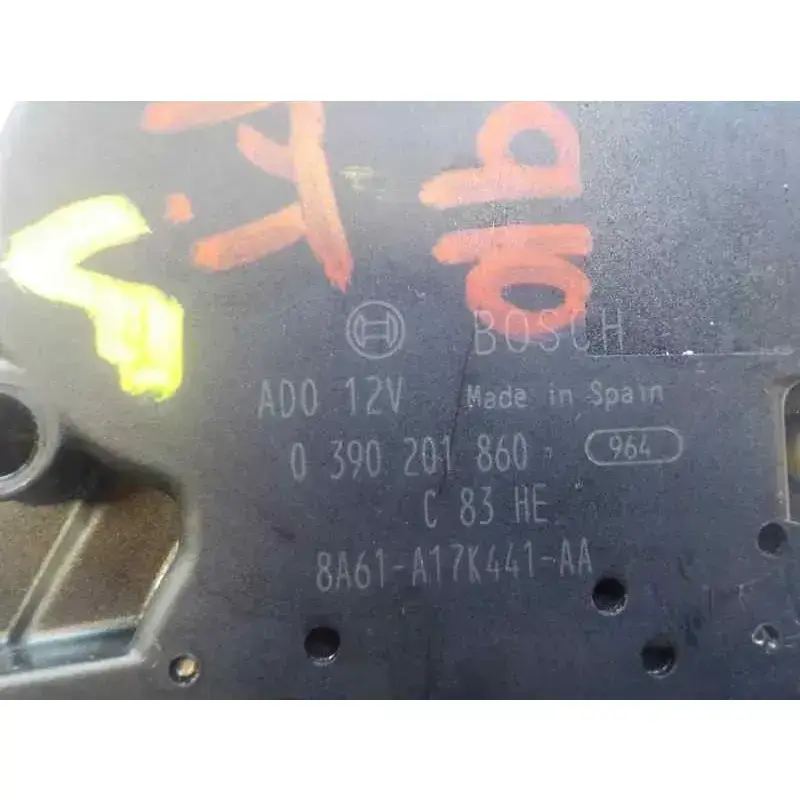 BOSCH
ADO 12V Made in Spain
0 390 201 860 964
C 83 HE
8A61-A17K441-AA